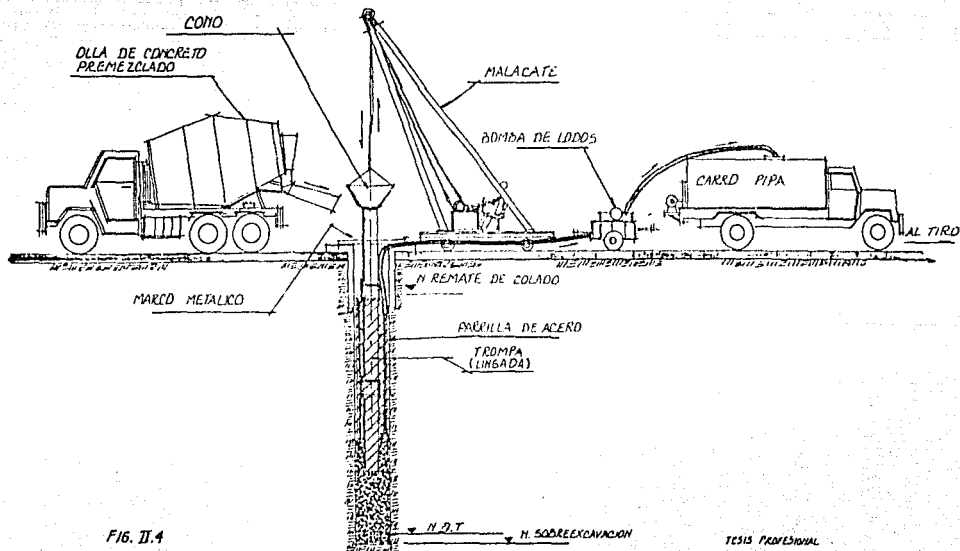 CONO
OLLA DE CONCRETO
PREMEZCLADO
MALACATE
BOMBA DE LODOS
CARRO PIPA
AL TIRO
MARCO METALICO
N REMATE DE COLADO
PARRILLA DE ACERO
TROMPA
(LINGADA)
N.D.T
N. SOBREEXCAVACION
FIG. II.4
TESIS PROFESIONAL